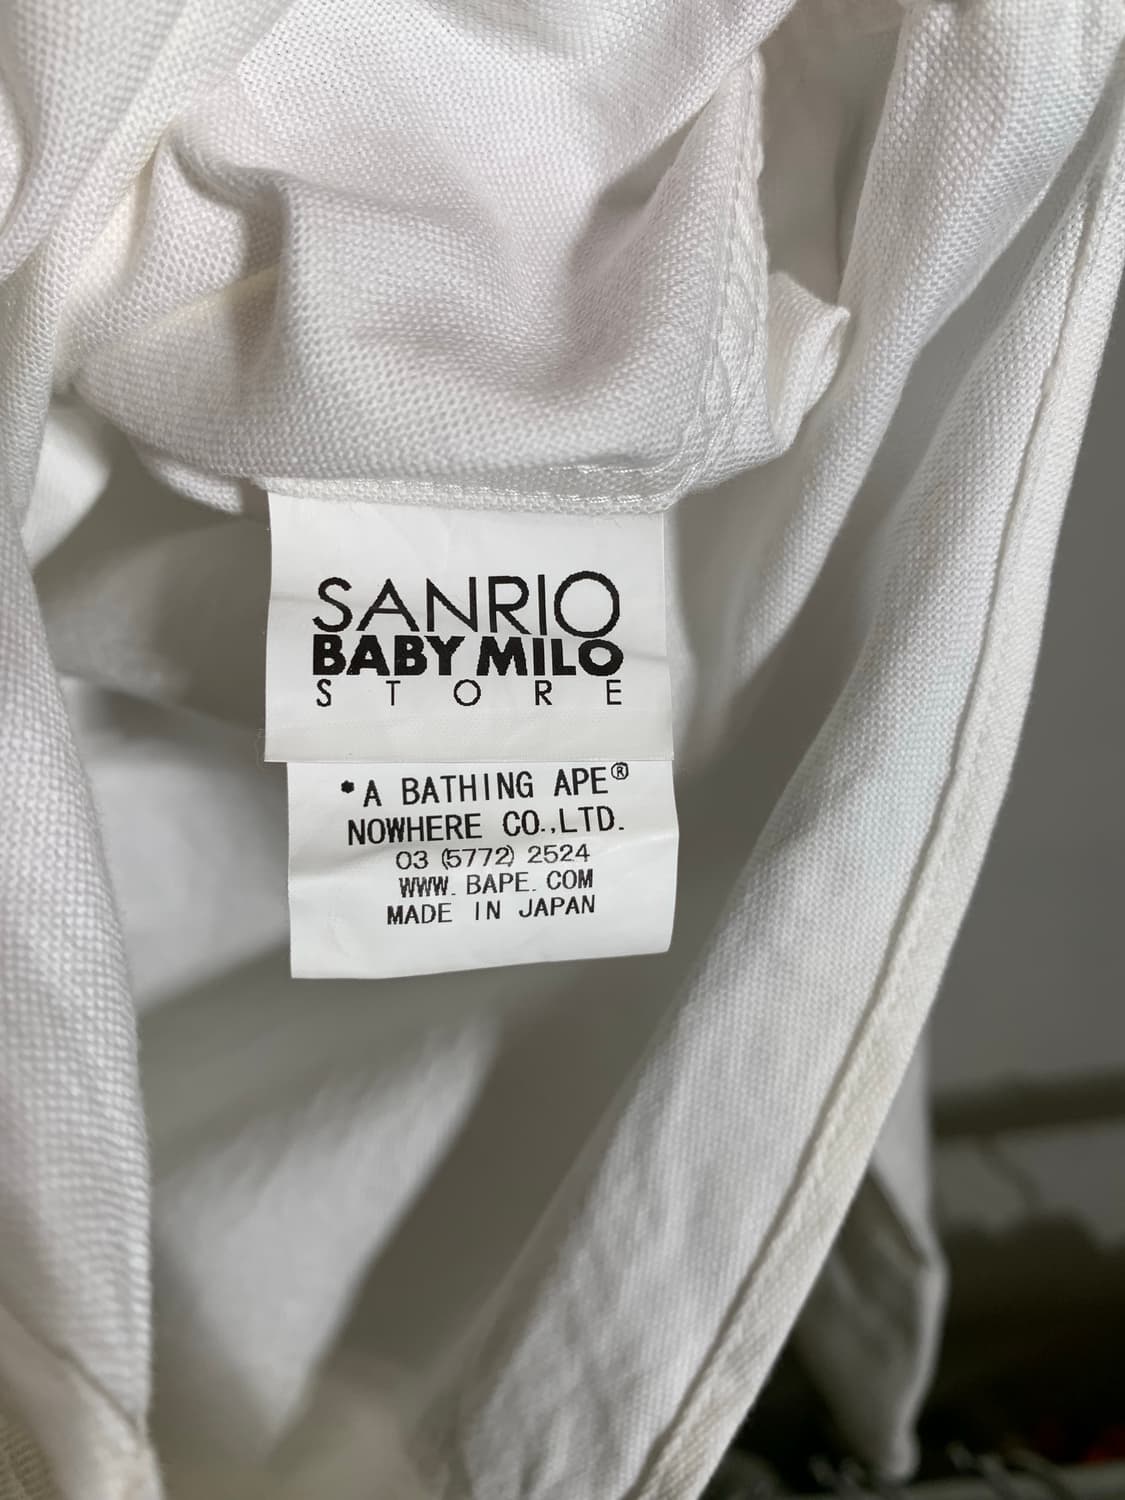 SANRIO
BABY MILO
STORE
*A BATHING APE®
NOWHERE CO.,LTD.
03 (5772) 2524
WWW. BAPE. COM
MADE IN JAPAN